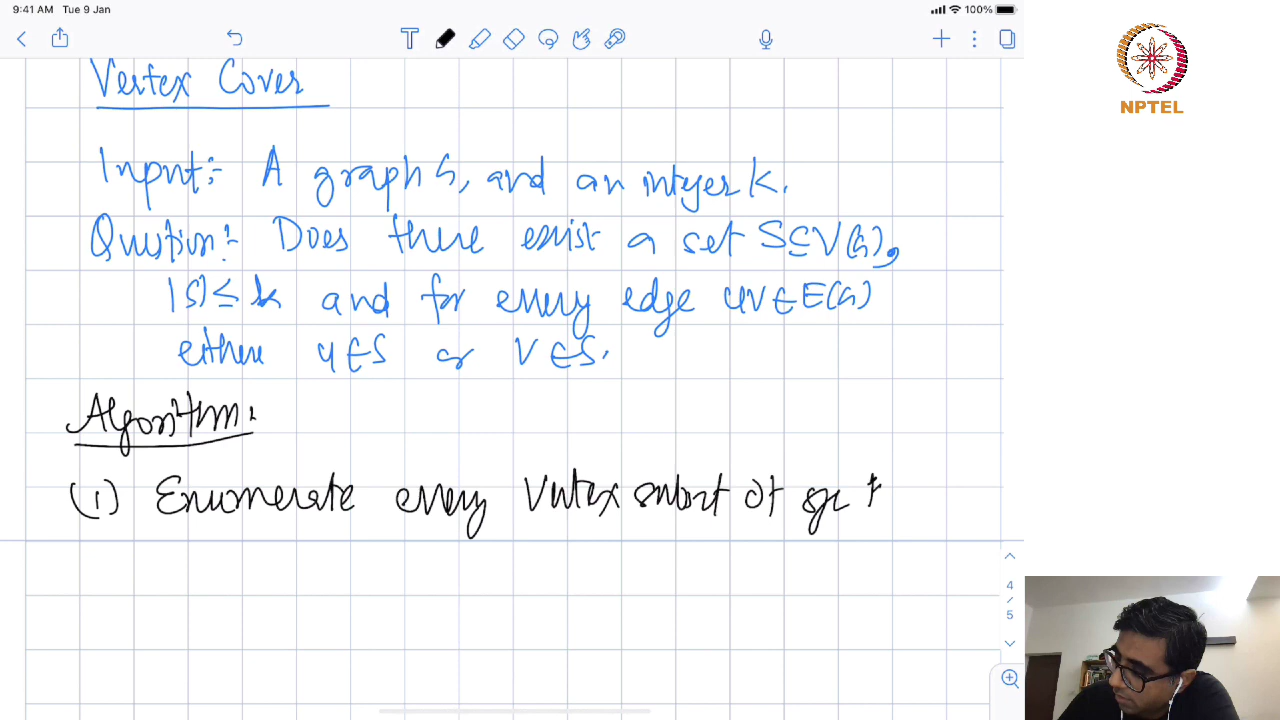 9:41 AM Tue 9 Jan
100%
NPTEL
Vertex Cover
Input:- A graph G, and an integer k.
Question:- Does there exist a set S⊆V(G),
|S|≤k and for every edge uv∈E(G)
either u∈S or v∈S.
Algorithm:
(1) Enumerate every vertex subset of size
4
5